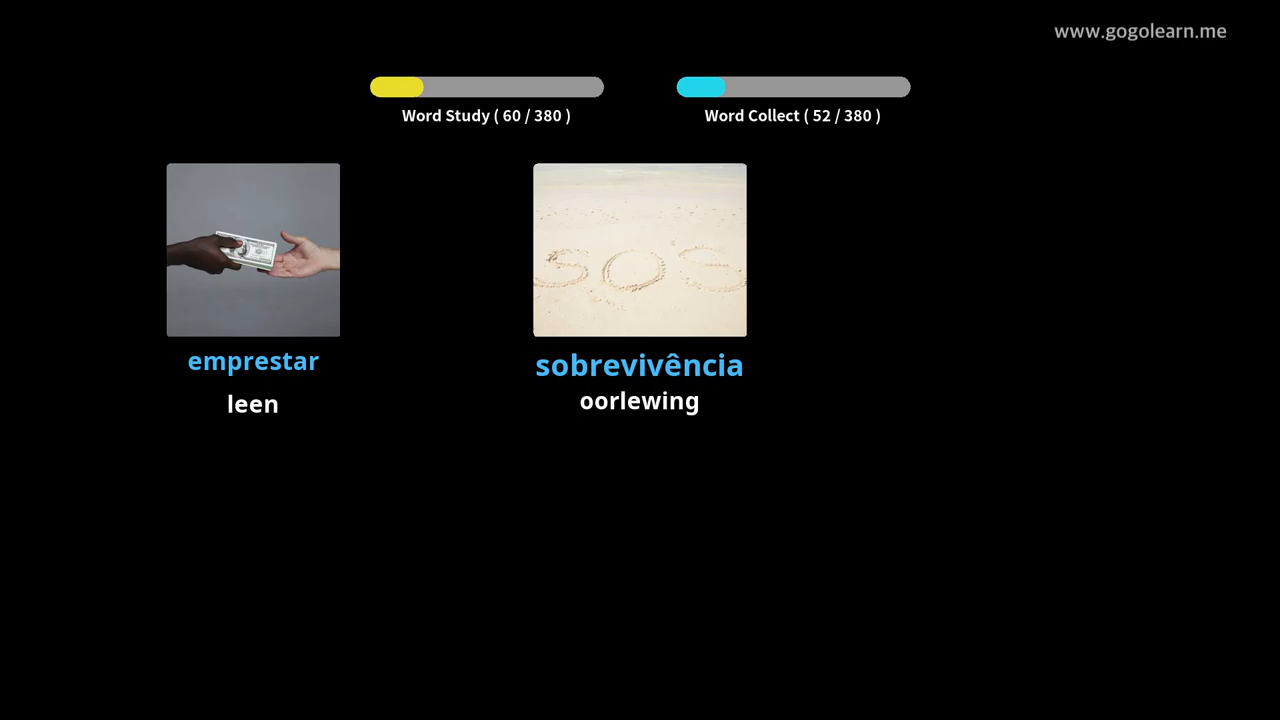 www.gogolearn.me
Word Study ( 60 / 380 )
Word Collect ( 52 / 380 )
SOS
emprestar
leen
sobrevivência
oorlewing